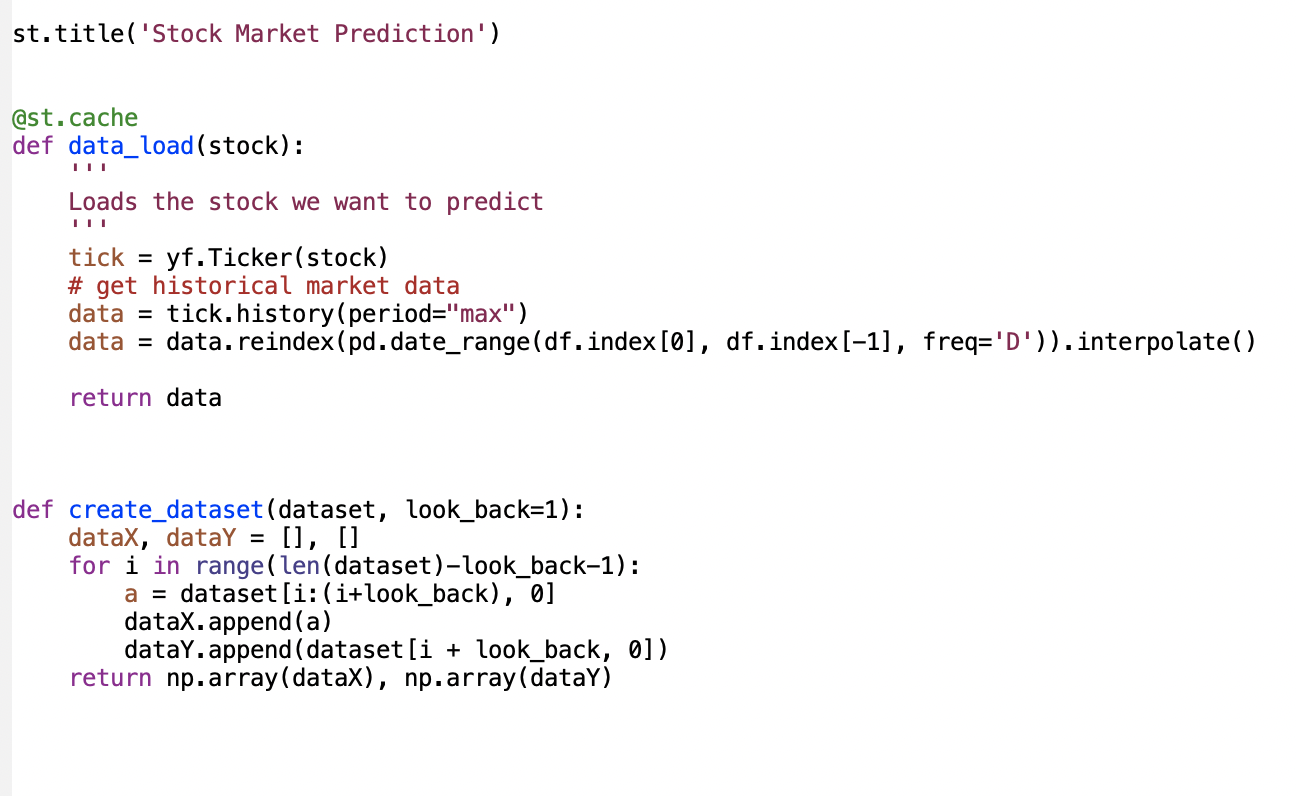 st.title('Stock Market Prediction')
@st.cache
def data_load(stock):
    '''
    Loads the stock we want to predict
    '''
    tick = yf.Ticker(stock)
    # get historical market data
    data = tick.history(period="max")
    data = data.reindex(pd.date_range(df.index[0], df.index[-1], freq='D')).interpolate()
    return data
def create_dataset(dataset, look_back=1):
    dataX, dataY = [], []
    for i in range(len(dataset)-look_back-1):
        a = dataset[i:(i+look_back), 0]
        dataX.append(a)
        dataY.append(dataset[i + look_back, 0])
    return np.array(dataX), np.array(dataY)